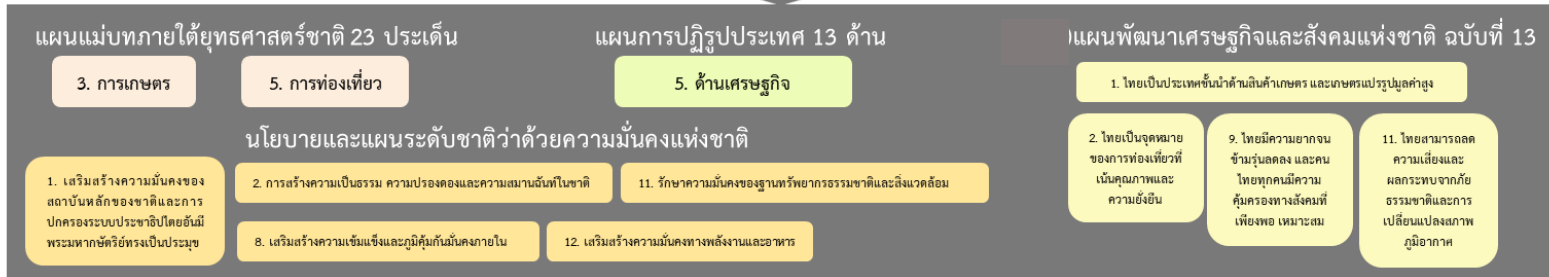 แผนแม่บทภายใต้ยุทธศาสตร์ชาติ 23 ประเด็น
3. การเกษตร
5. การท่องเที่ยว
แผนการปฏิรูปประเทศ 13 ด้าน
5. ด้านเศรษฐกิจ
แผนพัฒนาเศรษฐกิจและสังคมแห่งชาติ ฉบับที่ 13
1. ไทยเป็นประเทศชั้นนำด้านสินค้าเกษตร และเกษตรแปรรูปมูลค่าสูง
2. ไทยเป็นจุดหมาย
ของการท่องเที่ยวที่
เน้นคุณภาพและ
ความยั่งยืน
9. ไทยมีความยากจน
ข้ามรุ่นลดลง และคน
ไทยทุกคนมีความ
คุ้มครองทางสังคมที่
เพียงพอ เหมาะสม
11. ไทยสามารถลด
ความเสี่ยงและ
ผลกระทบจากภัย
ธรรมชาติและการ
เปลี่ยนแปลงสภาพ
ภูมิอากาศ
นโยบายและแผนระดับชาติว่าด้วยความมั่นคงแห่งชาติ
1. เสริมสร้างความมั่นคงของ
สถาบันหลักของชาติและการ
ปกครองระบบประชาธิปไตยอันมี
พระมหากษัตริย์ทรงเป็นประมุข
2. การสร้างความเป็นธรรม ความปรองดองและความสมานฉันท์ในชาติ
11. รักษาความมั่นคงของฐานทรัพยากรธรรมชาติและสิ่งแวดล้อม
8. เสริมสร้างความเข้มแข็งและภูมิคุ้มกันมั่นคงภายใน
12. เสริมสร้างความมั่นคงทางพลังงานและอาหาร